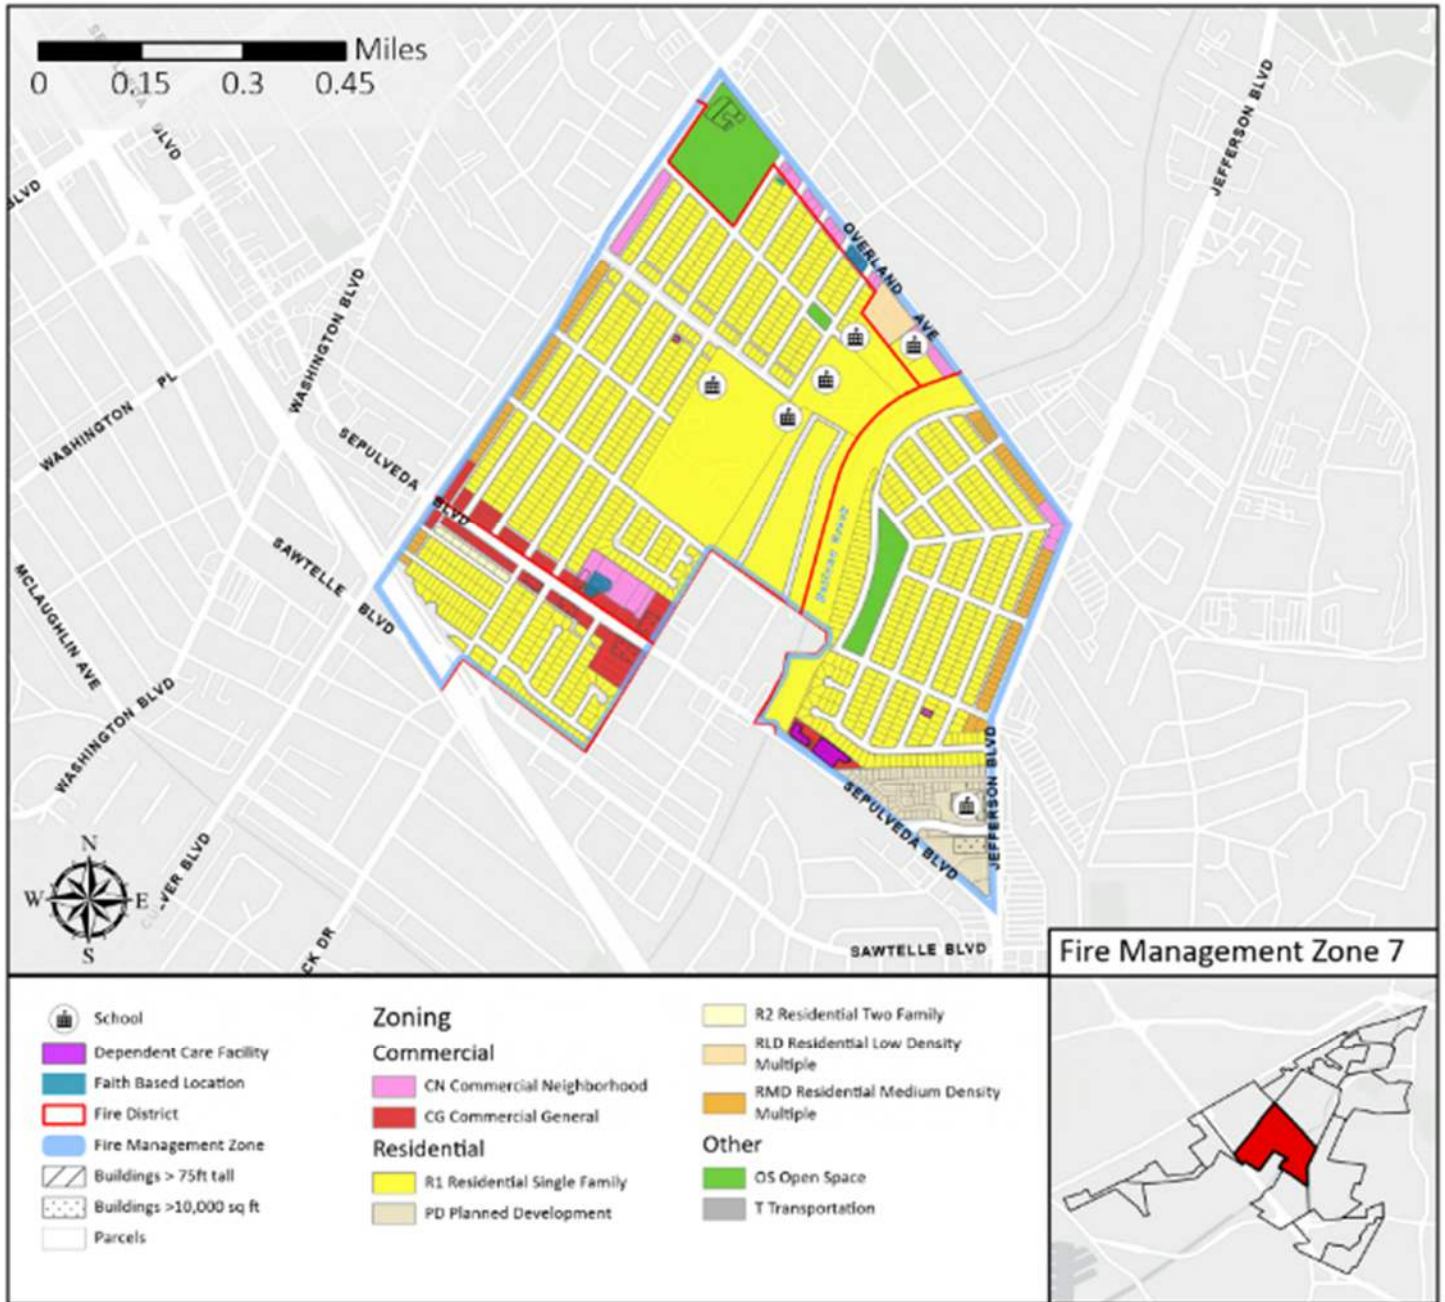 Miles
0 0.15 0.3 0.45
BLVD
BLVD
JEFFERSON BLVD
OVERLAND AVE
WASHINGTON BLVD
WASHINGTON PL
SEPULVEDA BLVD
SAWTELLE BLVD
MCLAUGHLIN AVE
WASHINGTON BLVD
SEPULVEDA BLVD
JEFFERSON BLVD
VER BLVD
CK DR
SAWTELLE BLVD
N
W E
S
Fire Management Zone 7
School
Dependent Care Facility
Faith Based Location
Fire District
Fire Management Zone
Buildings > 75ft tall
Buildings >10,000 sq ft
Parcels
Zoning
Commercial
CN Commercial Neighborhood
CG Commercial General
Residential
R1 Residential Single Family
PD Planned Development
R2 Residential Two Family
RLD Residential Low Density
Multiple
RMD Residential Medium Density
Multiple
Other
OS Open Space
T Transportation